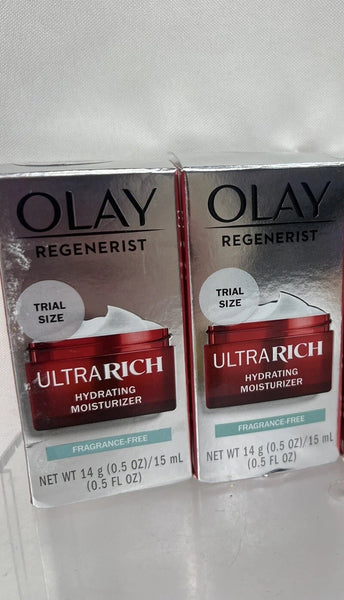 OLAY
REGENERIST
TRIAL
SIZE
ULTRARICH
HYDRATING
MOISTURIZER
FRAGRANCE-FREE
NET WT 14 g (0.5 OZ)/15 mL
(0.5 FL OZ)
OLAY
REGENERIST
TRIAL
SIZE
ULTRARICH
HYDRATING
MOISTURIZER
FRAGRANCE-FREE
NET WT 14 g (0.5 OZ)/15 mL
(0.5 FL OZ)